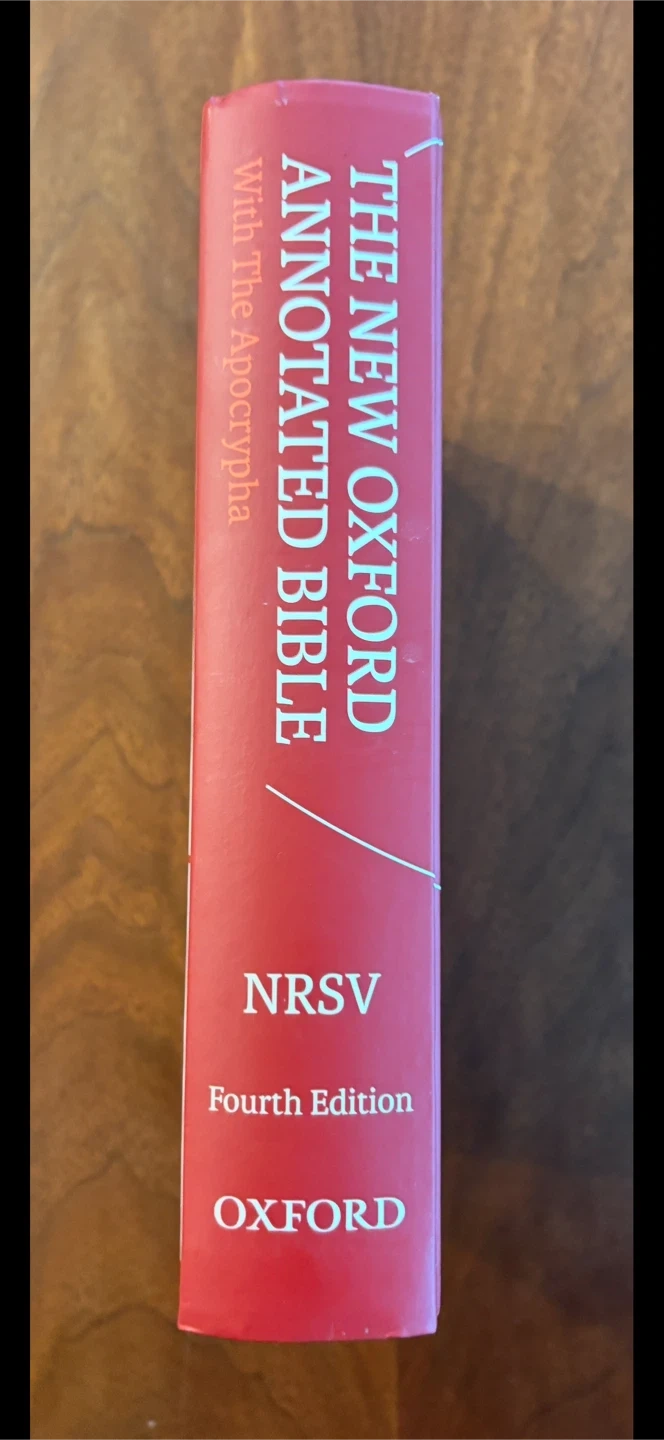 THE NEW OXFORD
ANNOTATED BIBLE
With The Apocrypha
NRSV
Fourth Edition
OXFORD